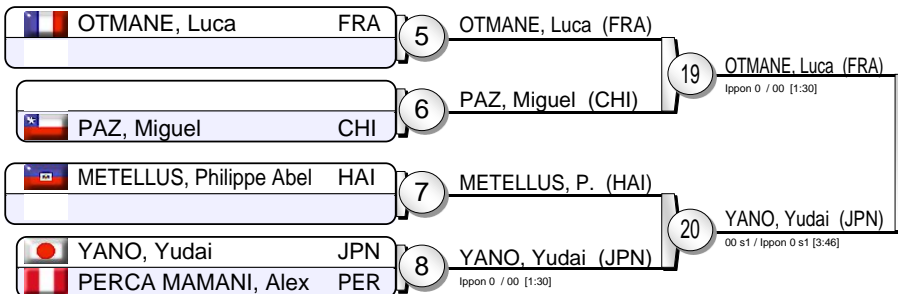 OTMANE, Luca FRA
5
OTMANE, Luca (FRA)
19
OTMANE, Luca (FRA)
Ippon 0 / 00 [1:30]
6
PAZ, Miguel (CHI)
PAZ, Miguel CHI
METELLUS, Philippe Abel HAI
7
METELLUS, P. (HAI)
20
YANO, Yudai (JPN)
00 s1 / Ippon 0 s1 [3:46]
YANO, Yudai JPN
8
YANO, Yudai (JPN)
Ippon 0 / 00 [1:30]
PERCA MAMANI, Alex PER